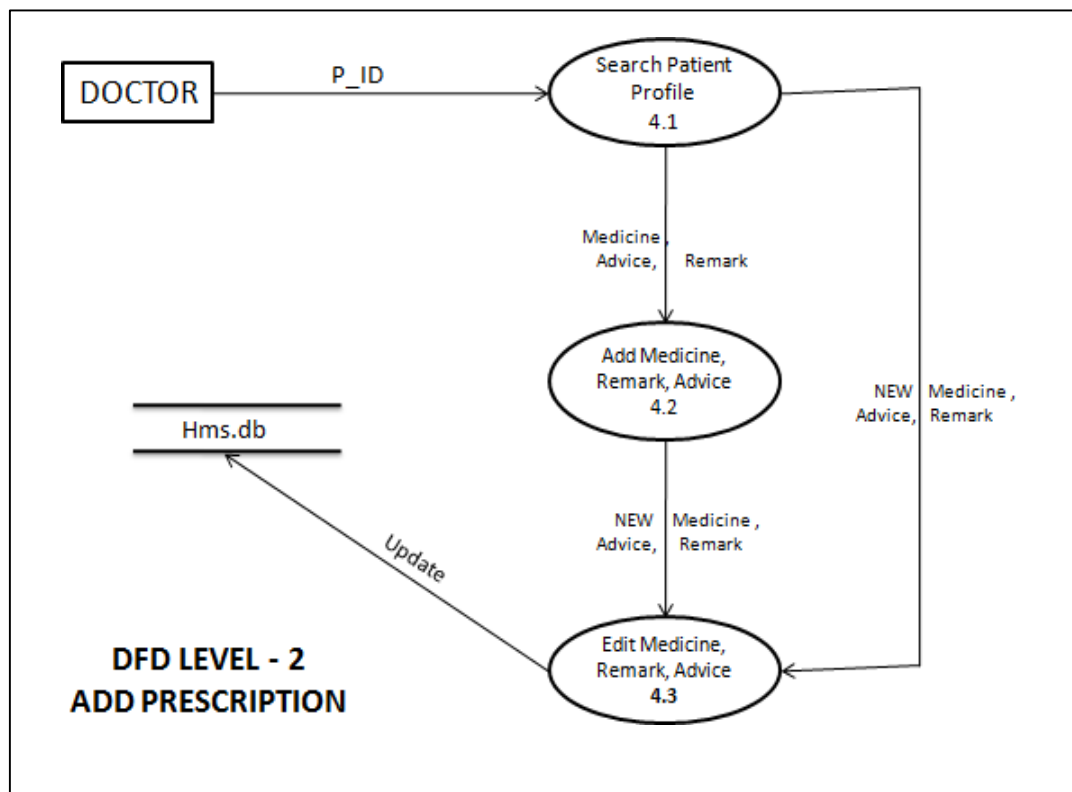 DOCTOR
P_ID
Search Patient
Profile
4.1
Medicine ,
Advice, Remark
Add Medicine,
Remark, Advice
4.2
NEW Medicine ,
Advice, Remark
Hms.db
NEW Medicine ,
Advice, Remark
Update
Edit Medicine,
Remark, Advice
4.3
DFD LEVEL - 2
ADD PRESCRIPTION